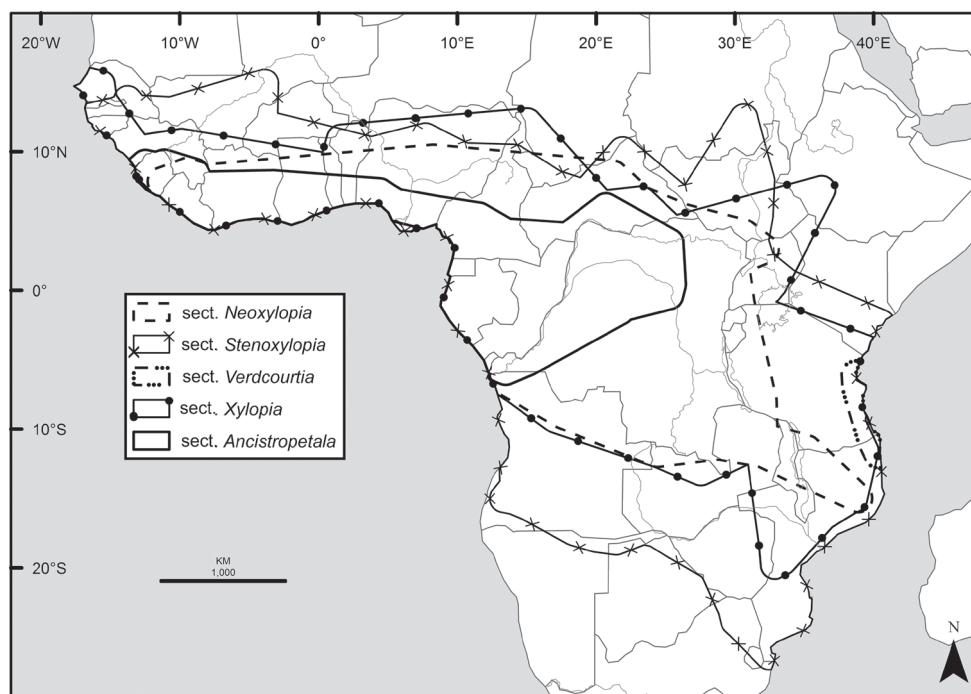 20°W 10°W 0° 10°E 20°E 30°E 40°E
10°N
0°
10°S
20°S
sect. Neoxylopia
sect. Stenoxylopia
sect. Verdcourtia
sect. Xylopia
sect. Ancistropetala
KM
1,000
N